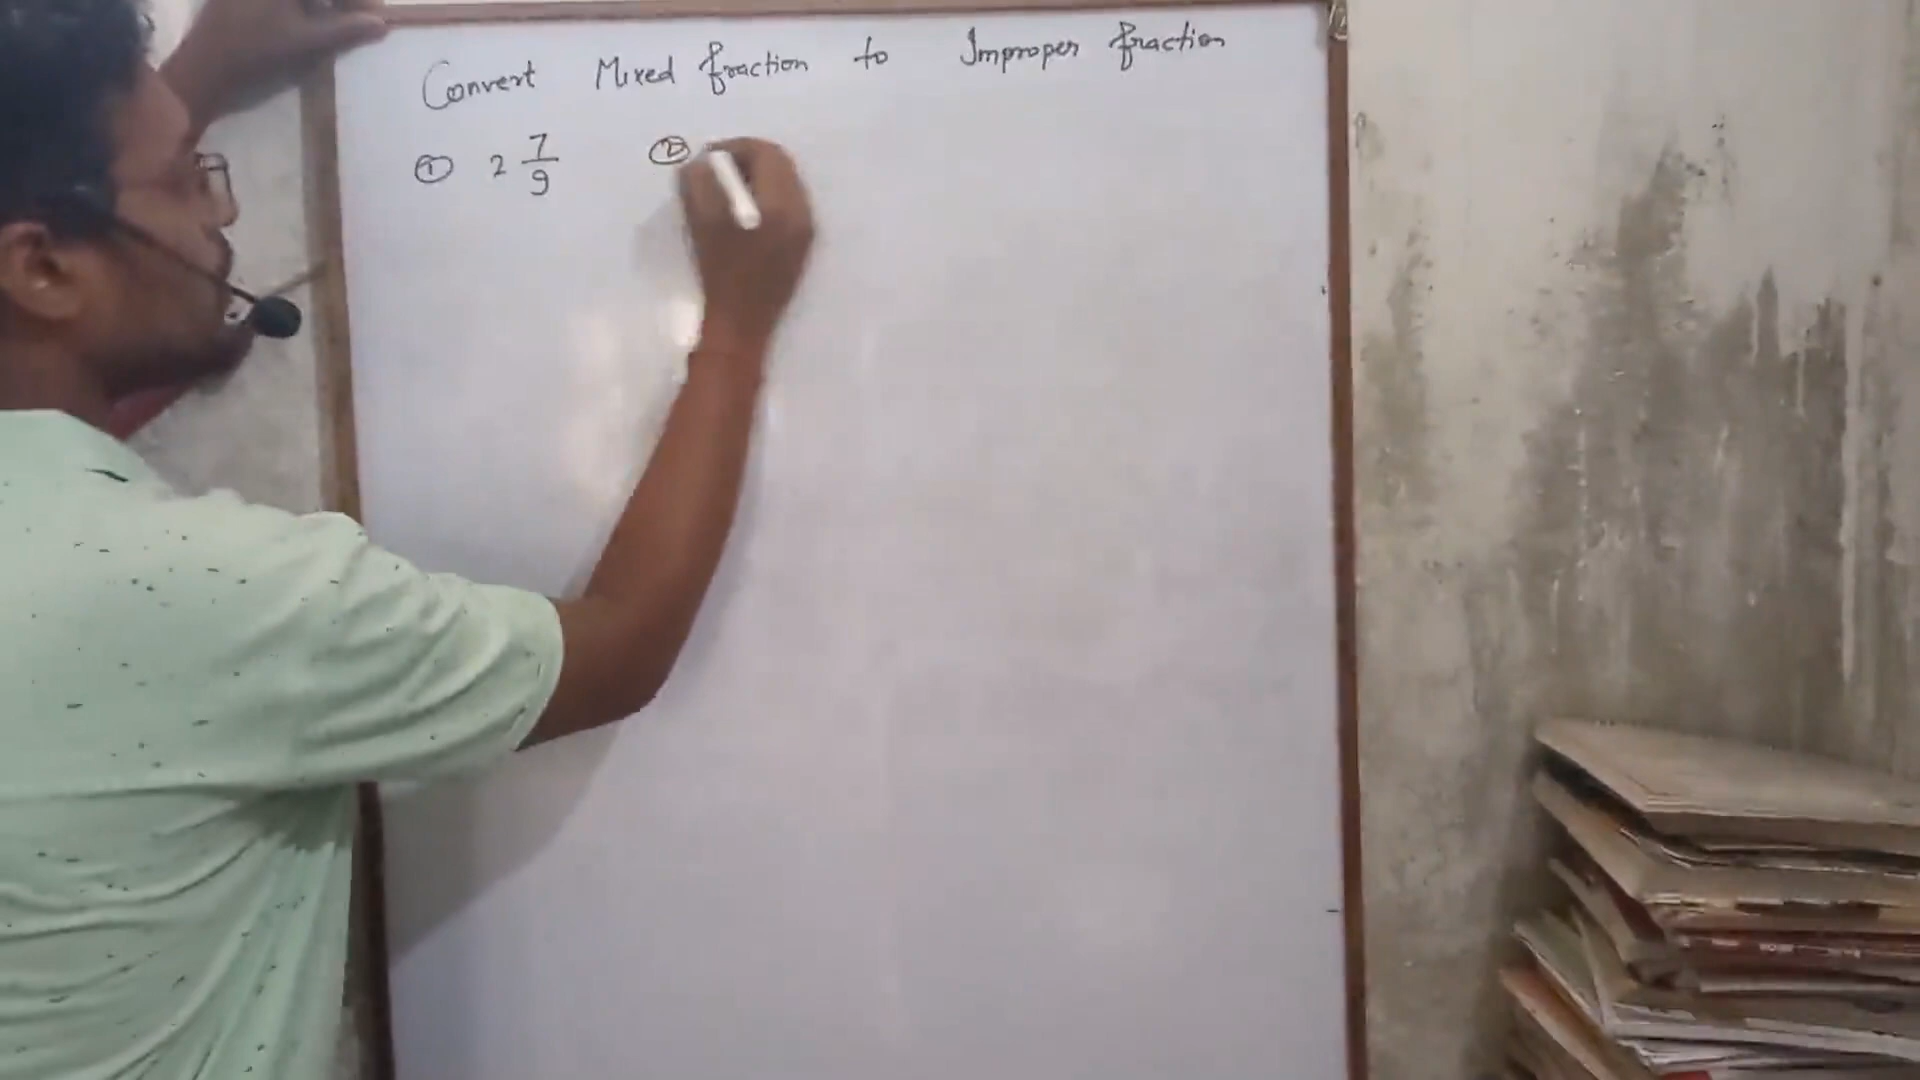 Convert Mixed fraction to Improper fraction
① 2 7/9 ②